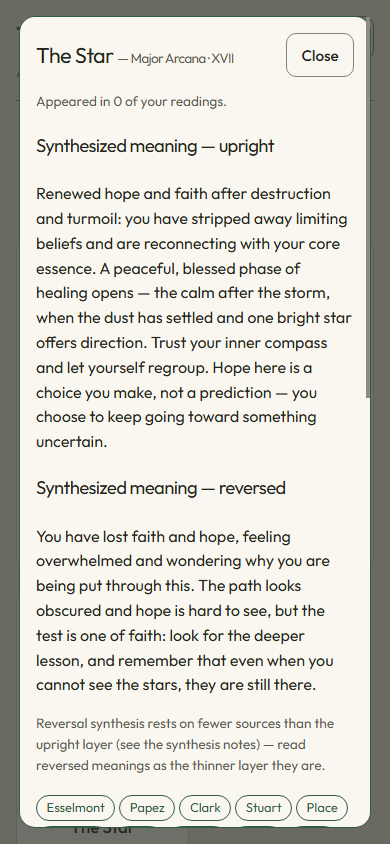 The Star — Major Arcana · XVII
Close
Appeared in 0 of your readings.
Synthesized meaning — upright
Renewed hope and faith after destruction
and turmoil: you have stripped away limiting
beliefs and are reconnecting with your core
essence. A peaceful, blessed phase of
healing opens — the calm after the storm,
when the dust has settled and one bright star
offers direction. Trust your inner compass
and let yourself regroup. Hope here is a
choice you make, not a prediction — you
choose to keep going toward something
uncertain.
Synthesized meaning — reversed
You have lost faith and hope, feeling
overwhelmed and wondering why you are
being put through this. The path looks
obscured and hope is hard to see, but the
test is one of faith: look for the deeper
lesson, and remember that even when you
cannot see the stars, they are still there.
Reversal synthesis rests on fewer sources than the
upright layer (see the synthesis notes) — read
reversed meanings as the thinner layer they are.
Esselmont Papez Clark Stuart Place
The Star